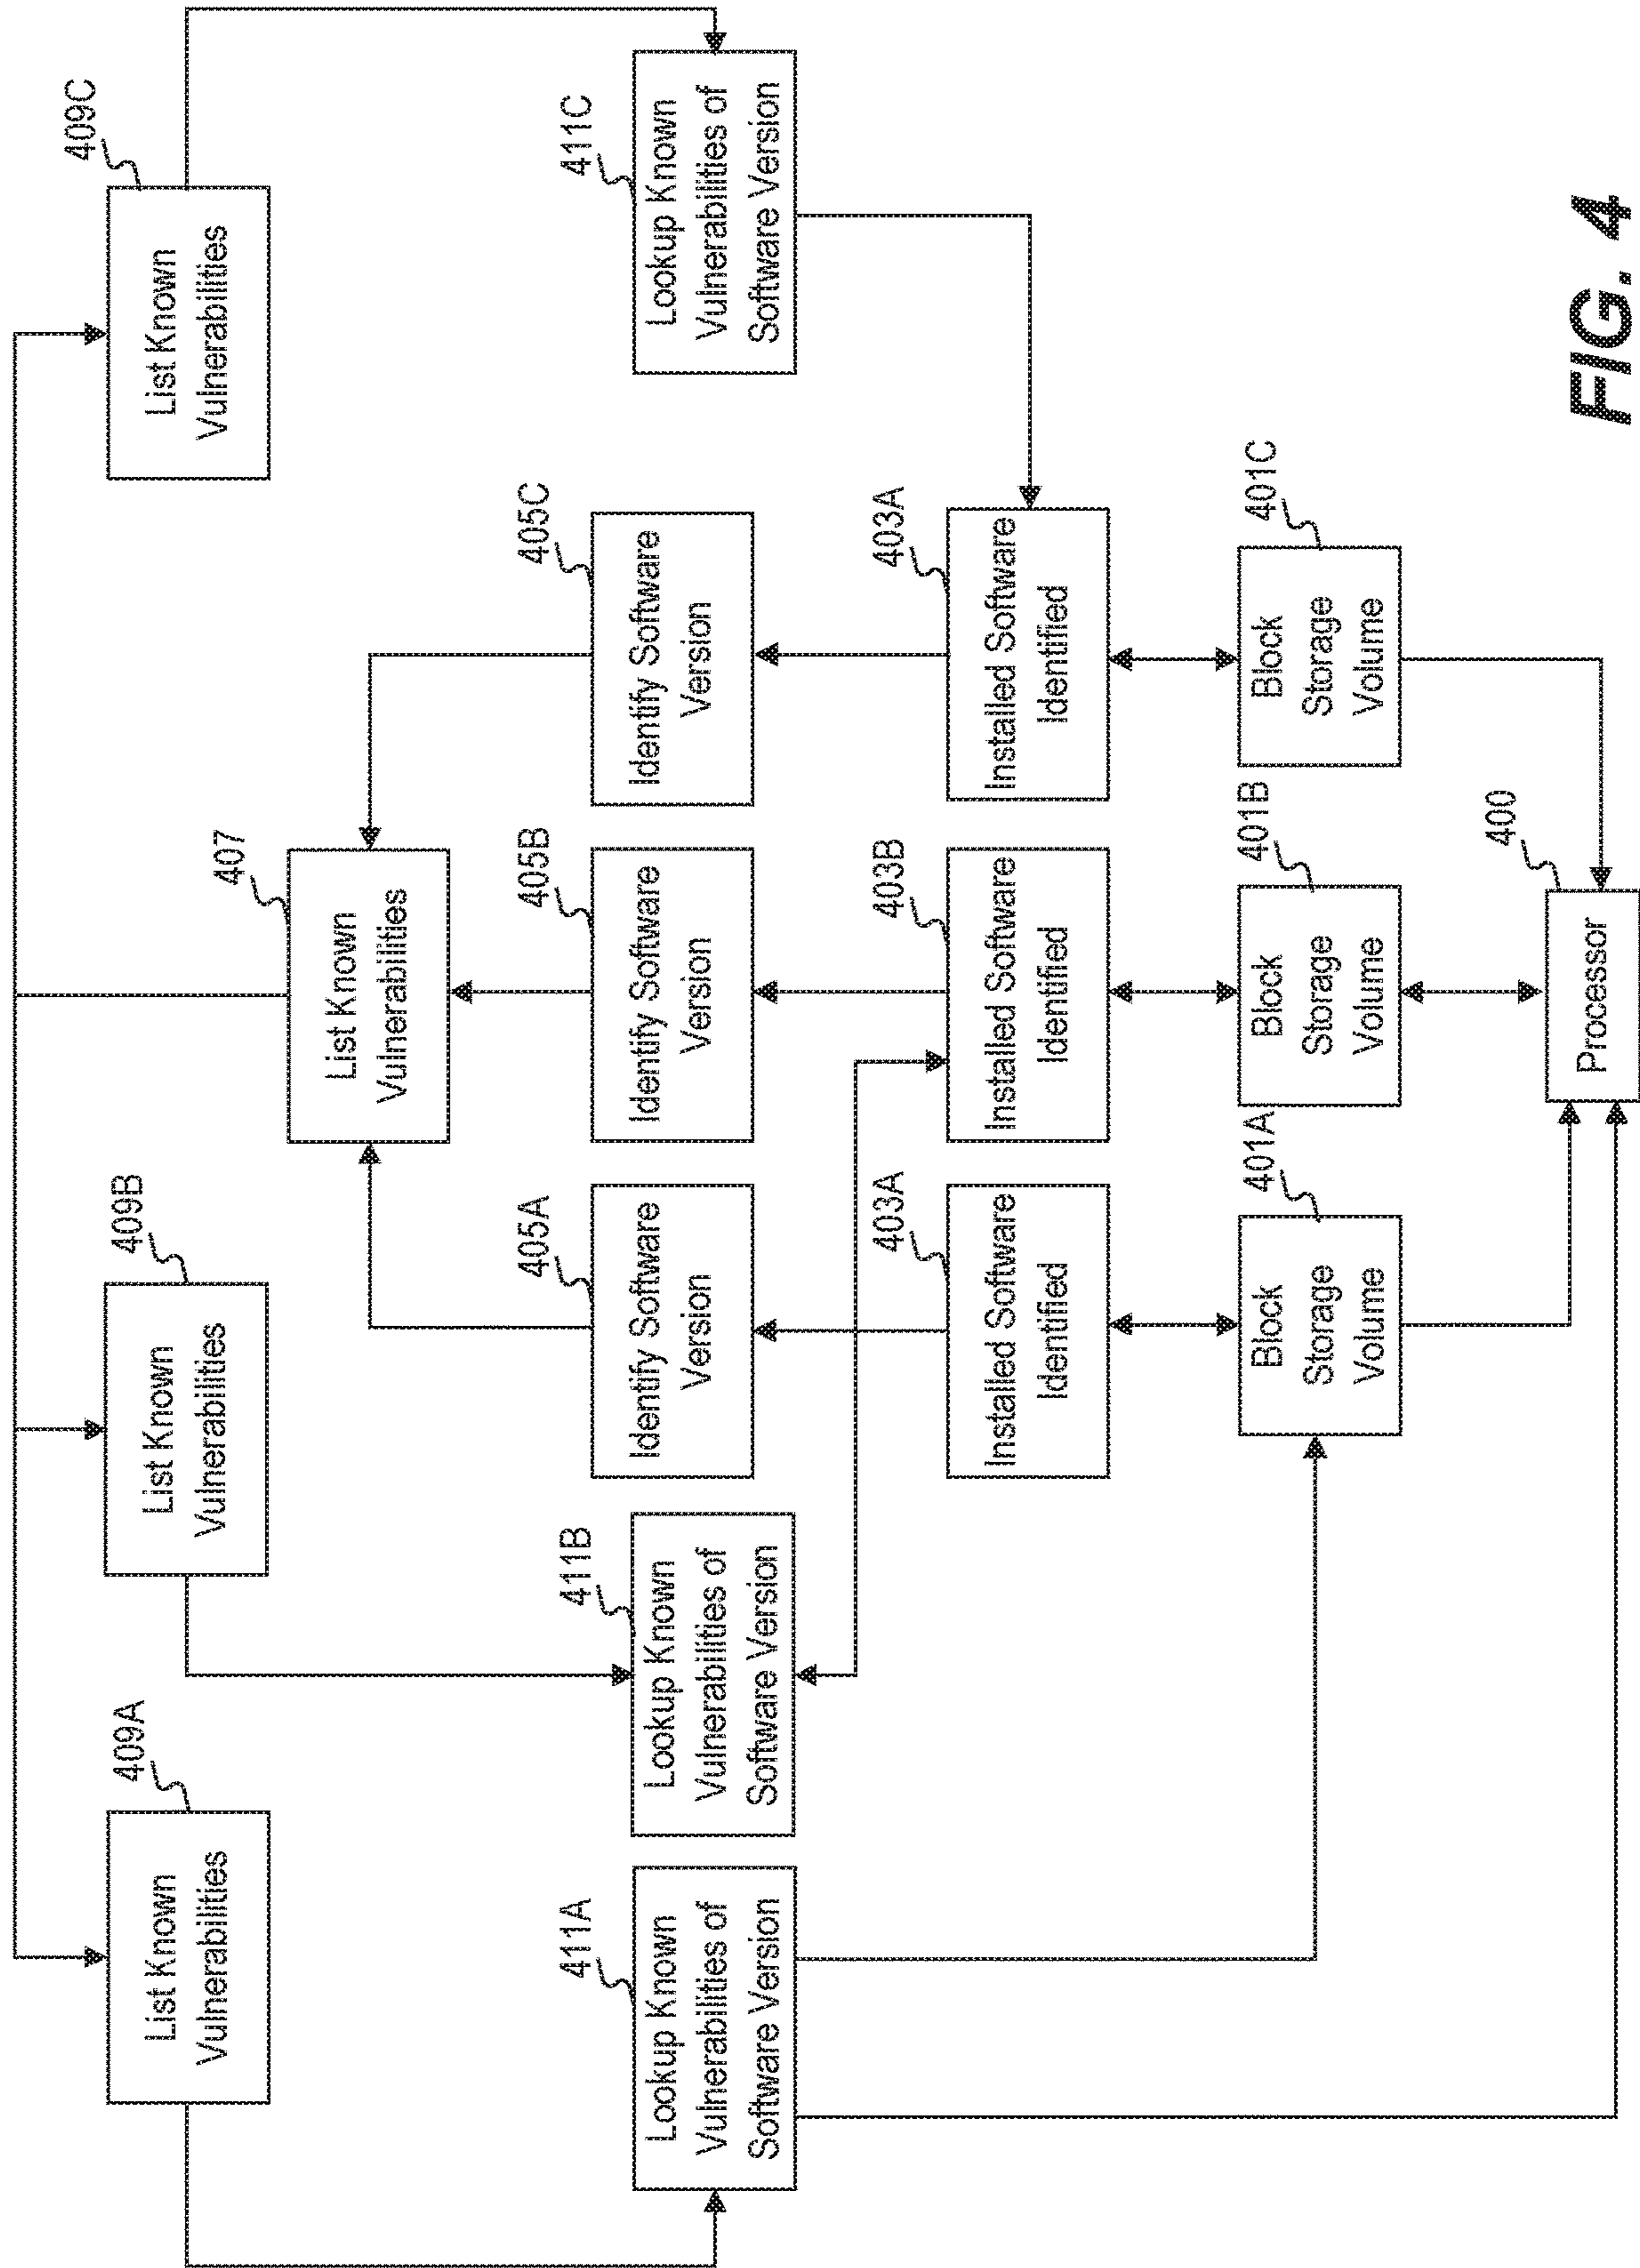 409A
List Known
Vulnerabilities
409B
List Known
Vulnerabilities
409C
List Known
Vulnerabilities
407
List Known
Vulnerabilities
411A
Lookup Known
Vulnerabilities of
Software Version
411B
Lookup Known
Vulnerabilities of
Software Version
405A
Identify Software
Version
405B
Identify Software
Version
405C
Identify Software
Version
411C
Lookup Known
Vulnerabilities of
Software Version
403A
Installed Software
Identified
403B
Installed Software
Identified
403A
Installed Software
Identified
401A
Block
Storage
Volume
401B
Block
Storage
Volume
401C
Block
Storage
Volume
400
Processor
FIG. 4